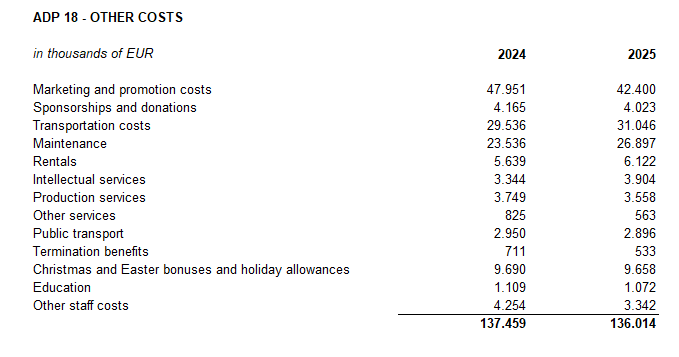 ADP 18 - OTHER COSTS
in thousands of EUR 2024 2025
Marketing and promotion costs 47.951 42.400
Sponsorships and donations 4.165 4.023
Transportation costs 29.536 31.046
Maintenance 23.536 26.897
Rentals 5.639 6.122
Intellectual services 3.344 3.904
Production services 3.749 3.558
Other services 825 563
Public transport 2.950 2.896
Termination benefits 711 533
Christmas and Easter bonuses and holiday allowances 9.690 9.658
Education 1.109 1.072
Other staff costs 4.254 3.342
137.459 136.014